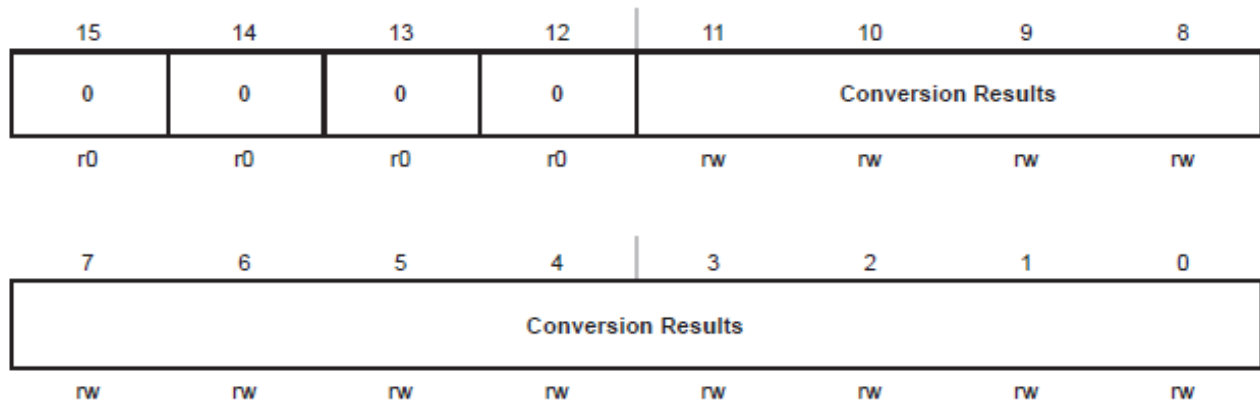 15 14 13 12 11 10 9 8
0 0 0 0 Conversion Results
r0 r0 r0 r0 rw rw rw rw
7 6 5 4 3 2 1 0
Conversion Results
rw rw rw rw rw rw rw rw